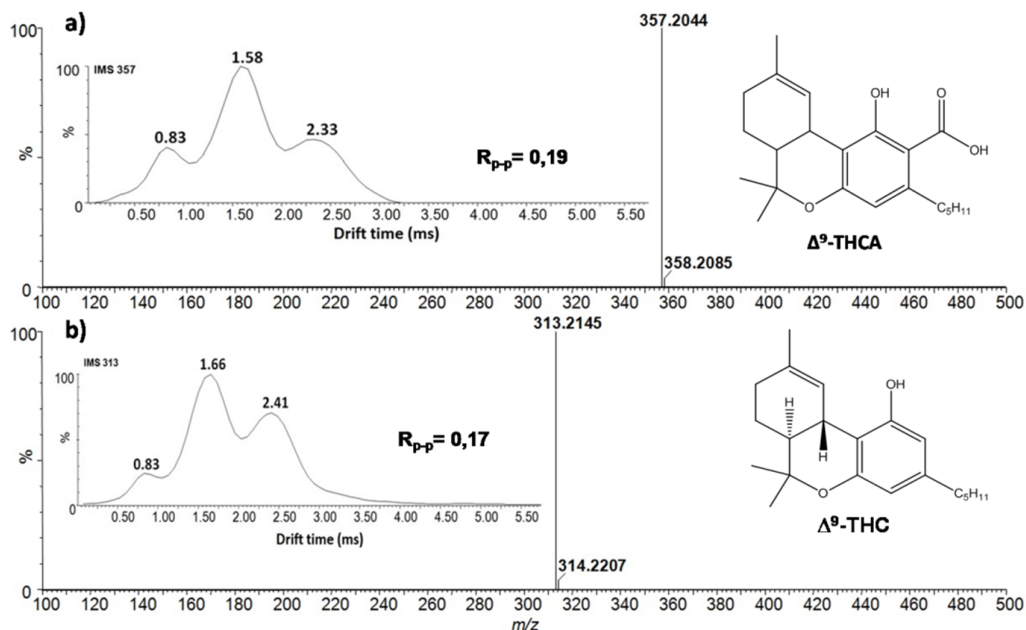 a)
357.2044
100
%
0
IMS 357
100
%
0
0.83
1.58
2.33
0.50 1.00 1.50 2.00 2.50 3.00 3.50 4.00 4.50 5.00 5.50
Drift time (ms)
Rp-p= 0,19
OH
O
OH
O
C5H11
Δ9-THCA
358.2085
100 120 140 160 180 200 220 240 260 280 300 320 340 360 380 400 420 440 460 480 500
b)
313.2145
100
%
0
IMS 313
100
%
0
0.83
1.66
2.41
0.50 1.00 1.50 2.00 2.50 3.00 3.50 4.00 4.50 5.00 5.50
Drift time (ms)
Rp-p= 0,17
OH
H
H
O
C5H11
Δ9-THC
314.2207
100 120 140 160 180 200 220 240 260 280 300 320 340 360 380 400 420 440 460 480 500
m/z